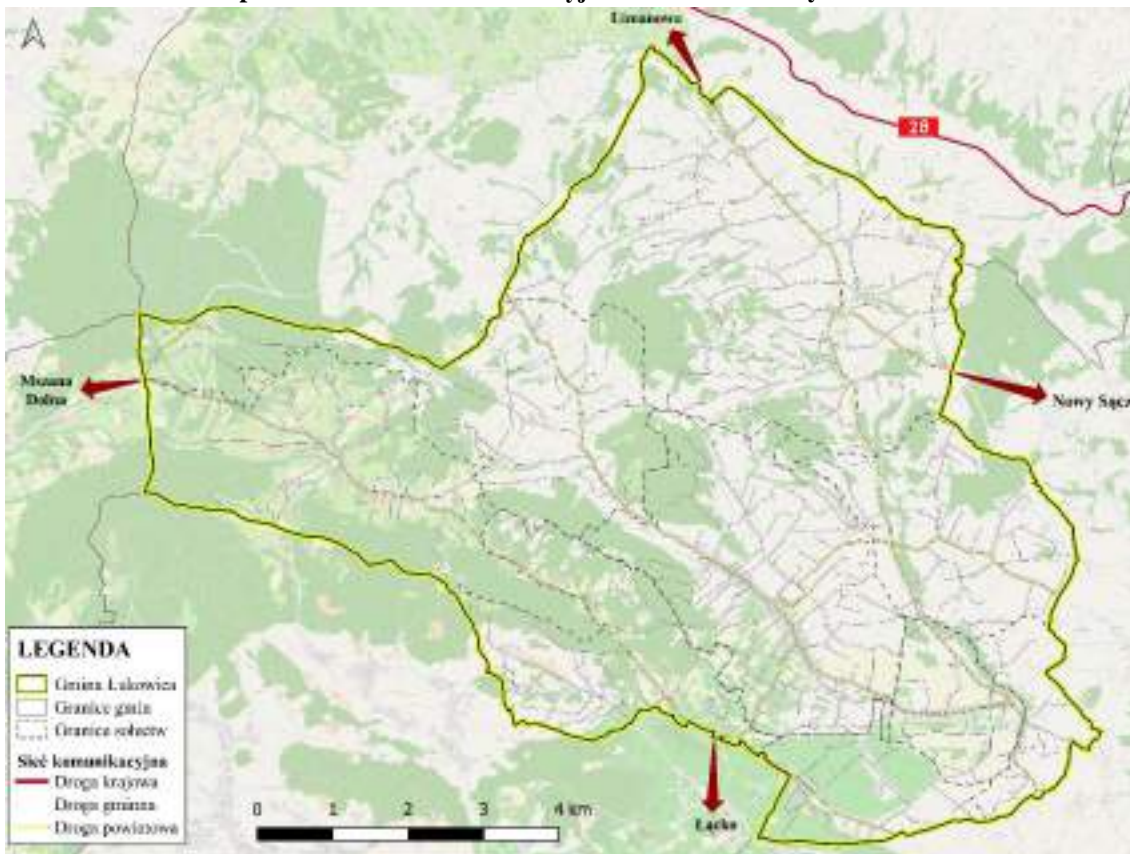 Limanowa
28
Mszana
Dolna
Nowy Sącz
LEGENDA
Gmina Łukowica
Granice gmin
Granica sołectw
Sieć komunikacyjna
Droga krajowa
Droga gminna
Droga powiatowa
0 1 2 3 4 km
Łącko